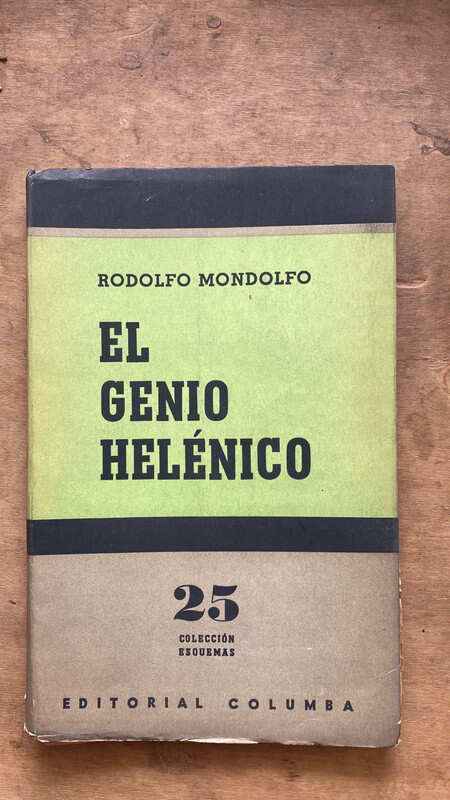 RODOLFO MONDOLFO
EL
GENIO
HELÉNICO
25
COLECCIÓN
ESQUEMAS
EDITORIAL COLUMBA